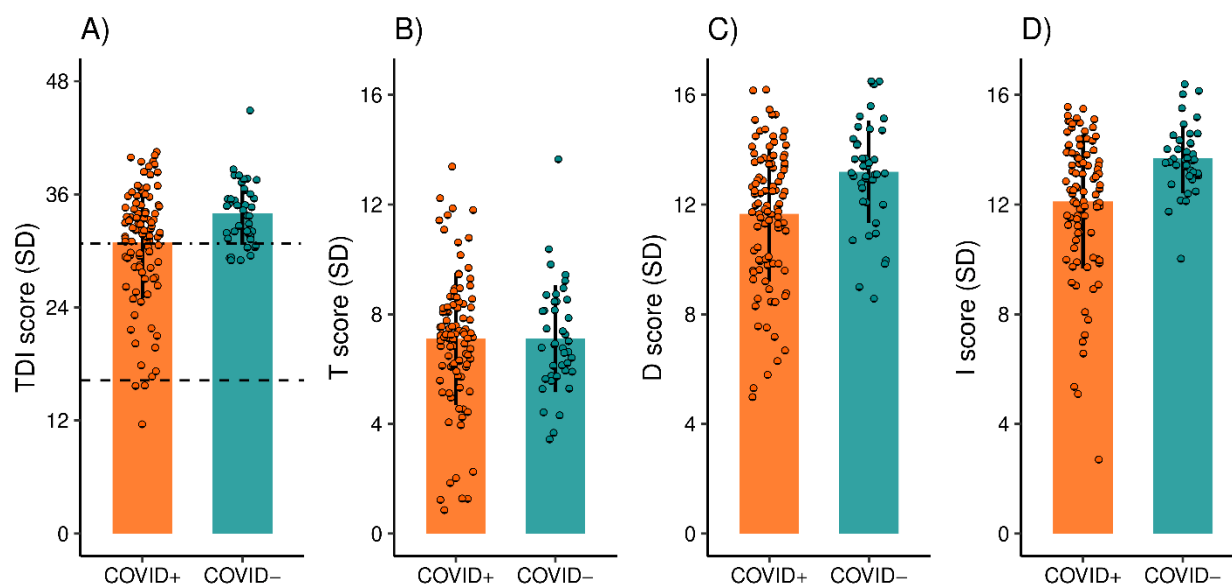 A)
TDI score (SD)
48
36
24
12
0
COVID+
COVID−
B)
T score (SD)
16
12
8
4
0
COVID+
COVID−
C)
D score (SD)
16
12
8
4
0
COVID+
COVID−
D)
I score (SD)
16
12
8
4
0
COVID+
COVID−